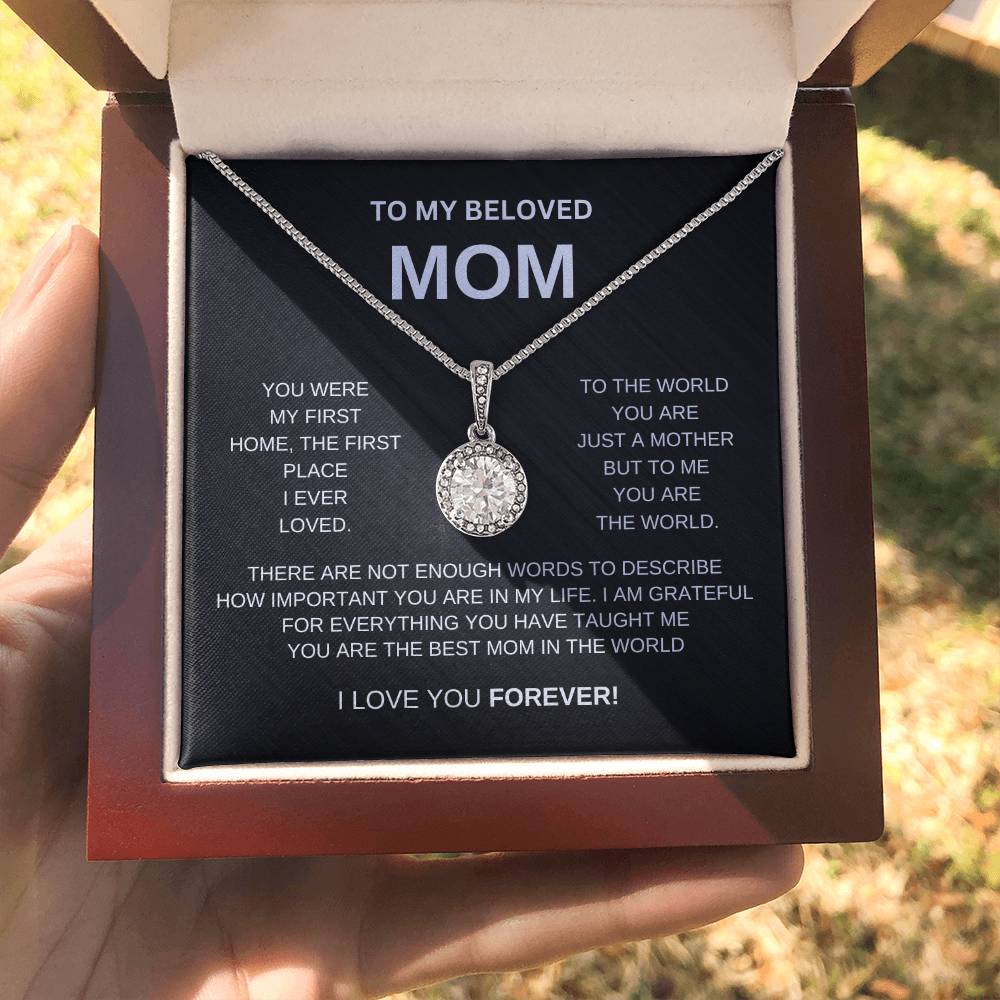 TO MY BELOVED
MOM
YOU WERE
MY FIRST
HOME, THE FIRST
PLACE
I EVER
LOVED.
TO THE WORLD
YOU ARE
JUST A MOTHER
BUT TO ME
YOU ARE
THE WORLD.
THERE ARE NOT ENOUGH WORDS TO DESCRIBE
HOW IMPORTANT YOU ARE IN MY LIFE. I AM GRATEFUL
FOR EVERYTHING YOU HAVE TAUGHT ME
YOU ARE THE BEST MOM IN THE WORLD
I LOVE YOU FOREVER!